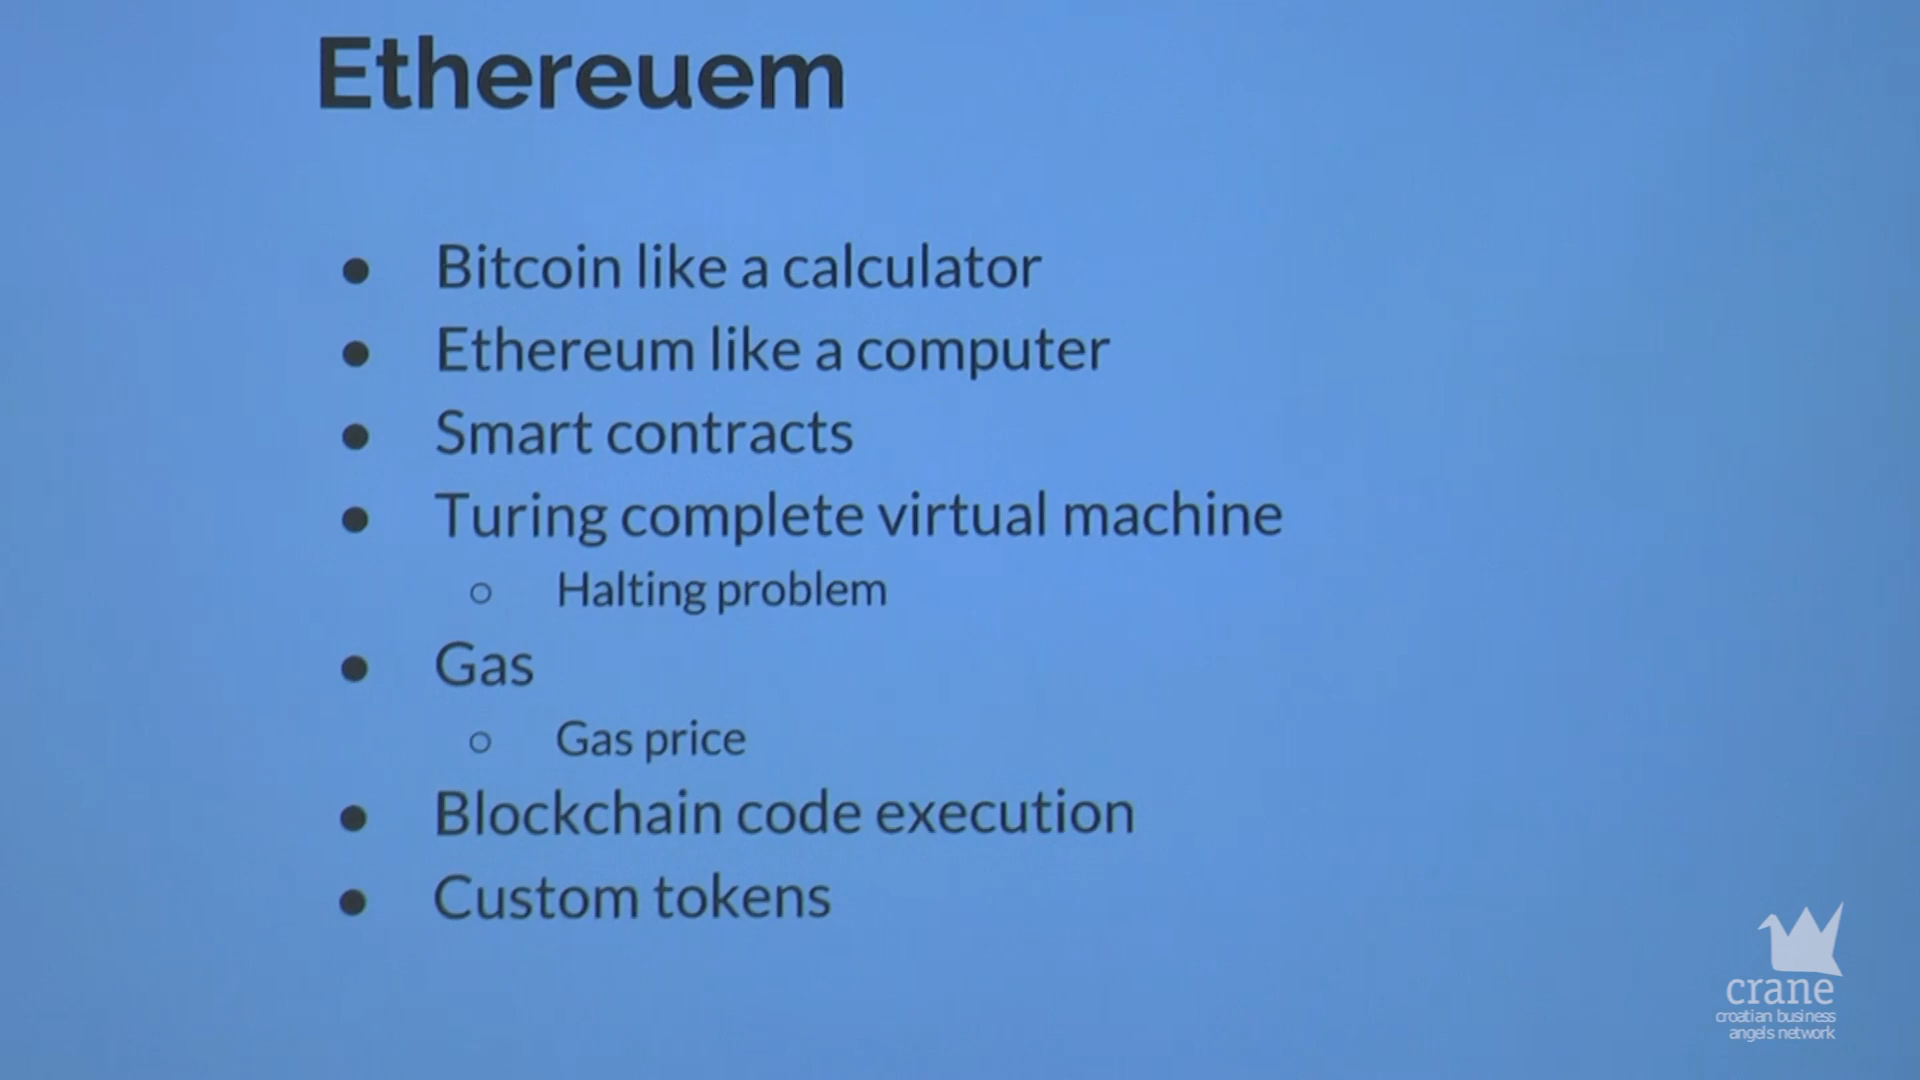 Ethereuem
● Bitcoin like a calculator
● Ethereum like a computer
● Smart contracts
● Turing complete virtual machine
○ Halting problem
● Gas
○ Gas price
● Blockchain code execution
● Custom tokens
crane
croatian business
angels network